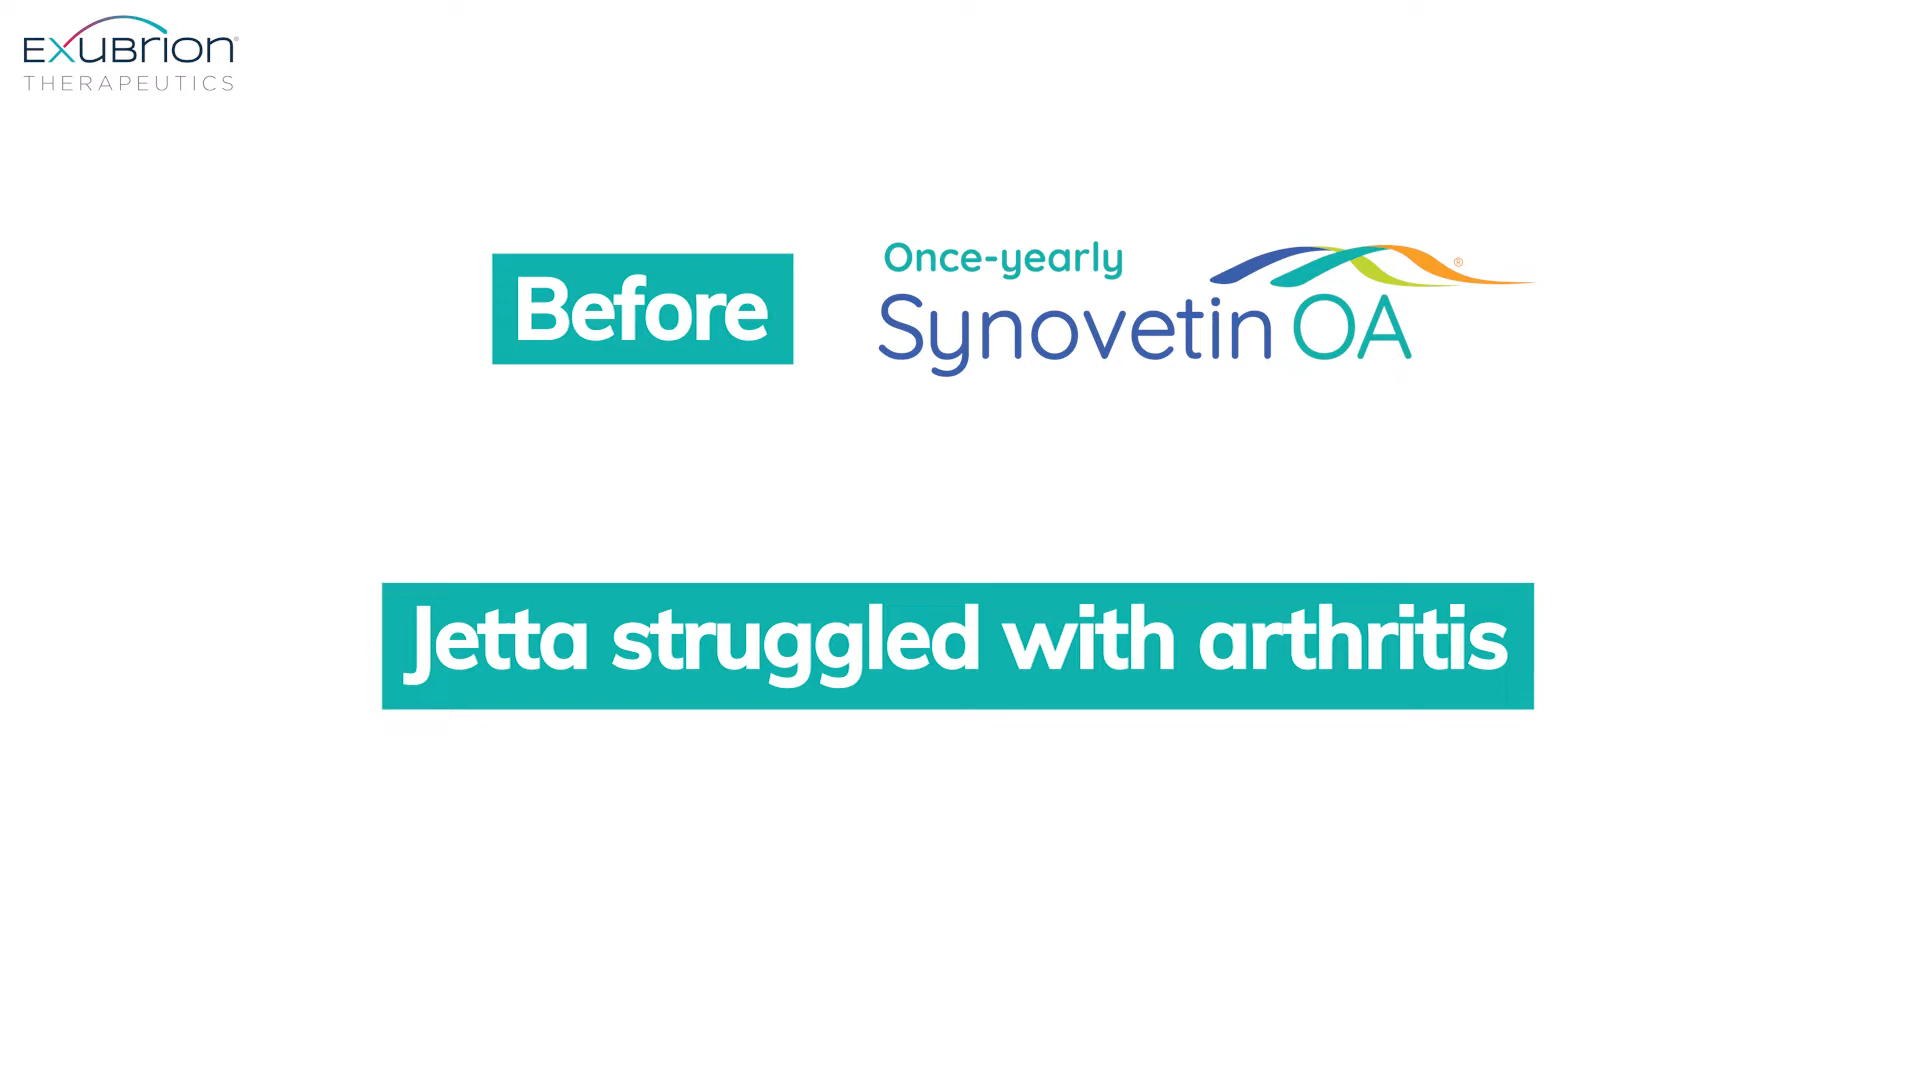 EXUBRION®
THERAPEUTICS
Before
Once-yearly
Synovetin OA®
Jetta struggled with arthritis